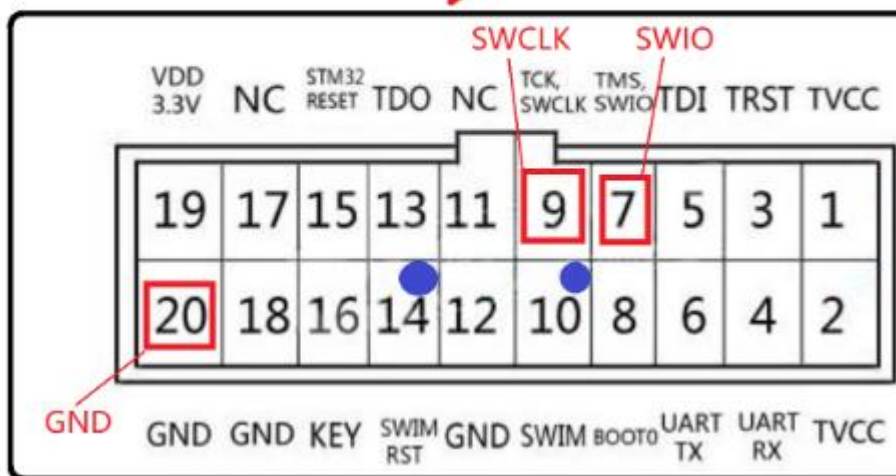 SWCLK SWIO
VDD 3.3V NC STM32 RESET TDO NC TCK, SWCLK TMS, SWIO TDI TRST TVCC
19 17 15 13 11 9 7 5 3 1
20 18 16 14 12 10 8 6 4 2
GND
GND GND KEY SWIM RST GND SWIM BOOT0 UART TX UART RX TVCC